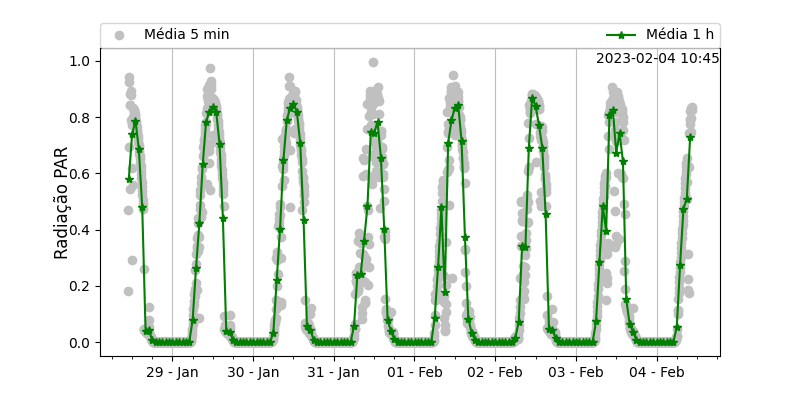 Média 5 min
Média 1 h
2023-02-04 10:45
Radiação PAR
1.0
0.8
0.6
0.4
0.2
0.0
29 - Jan
30 - Jan
31 - Jan
01 - Feb
02 - Feb
03 - Feb
04 - Feb